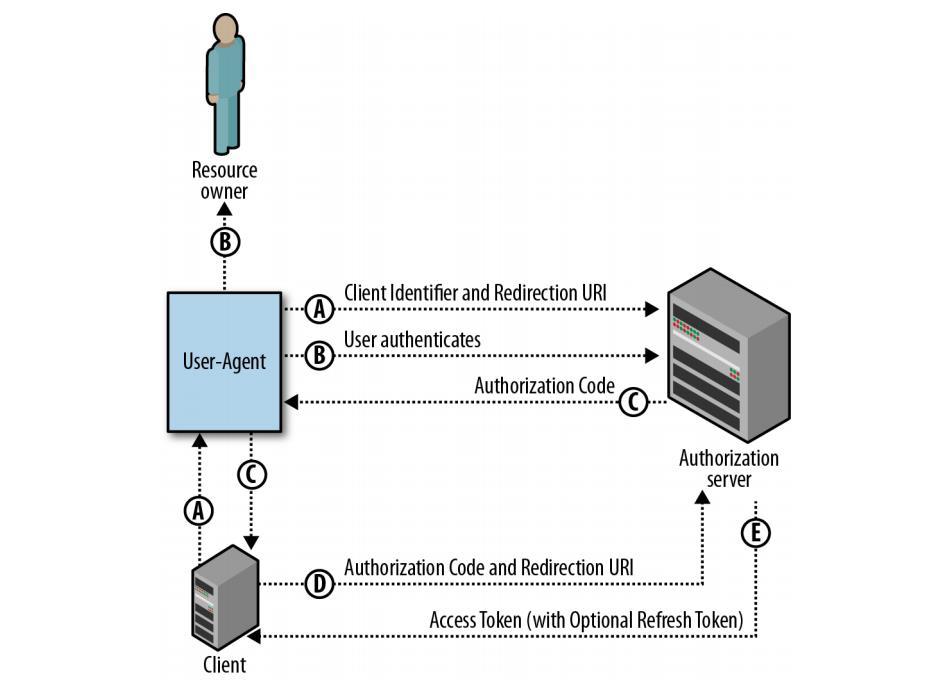 Resource
owner
B
A
Client Identifier and Redirection URI
User-Agent
B
User authenticates
Authorization Code
C
Authorization
server
C
A
E
D
Authorization Code and Redirection URI
Access Token (with Optional Refresh Token)
Client